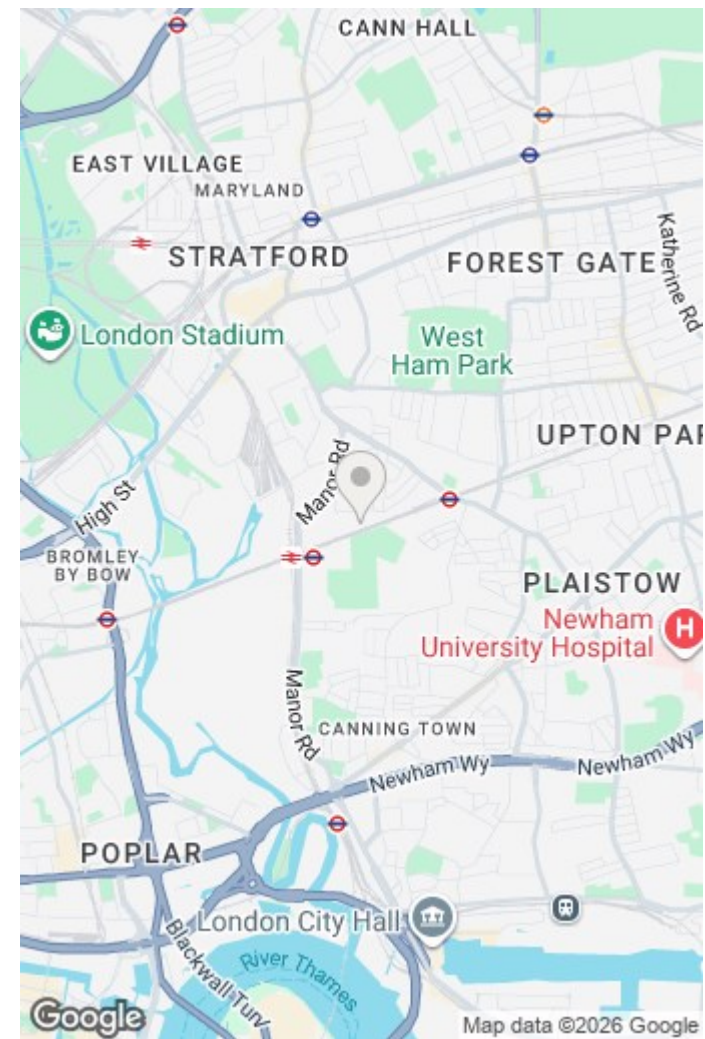 CANN HALL
EAST VILLAGE
MARYLAND
STRATFORD
FOREST GATE
Katherine Rd
London Stadium
West
Ham Park
UPTON PAR
Manor Rd
High St
BROMLEY
BY BOW
PLAISTOW
Newham
University Hospital
H
Manor Rd
CANNING TOWN
Newham Wy
Newham Wy
POPLAR
London City Hall
Blackwall Tunl
River Thames
Google
Map data ©2026 Google